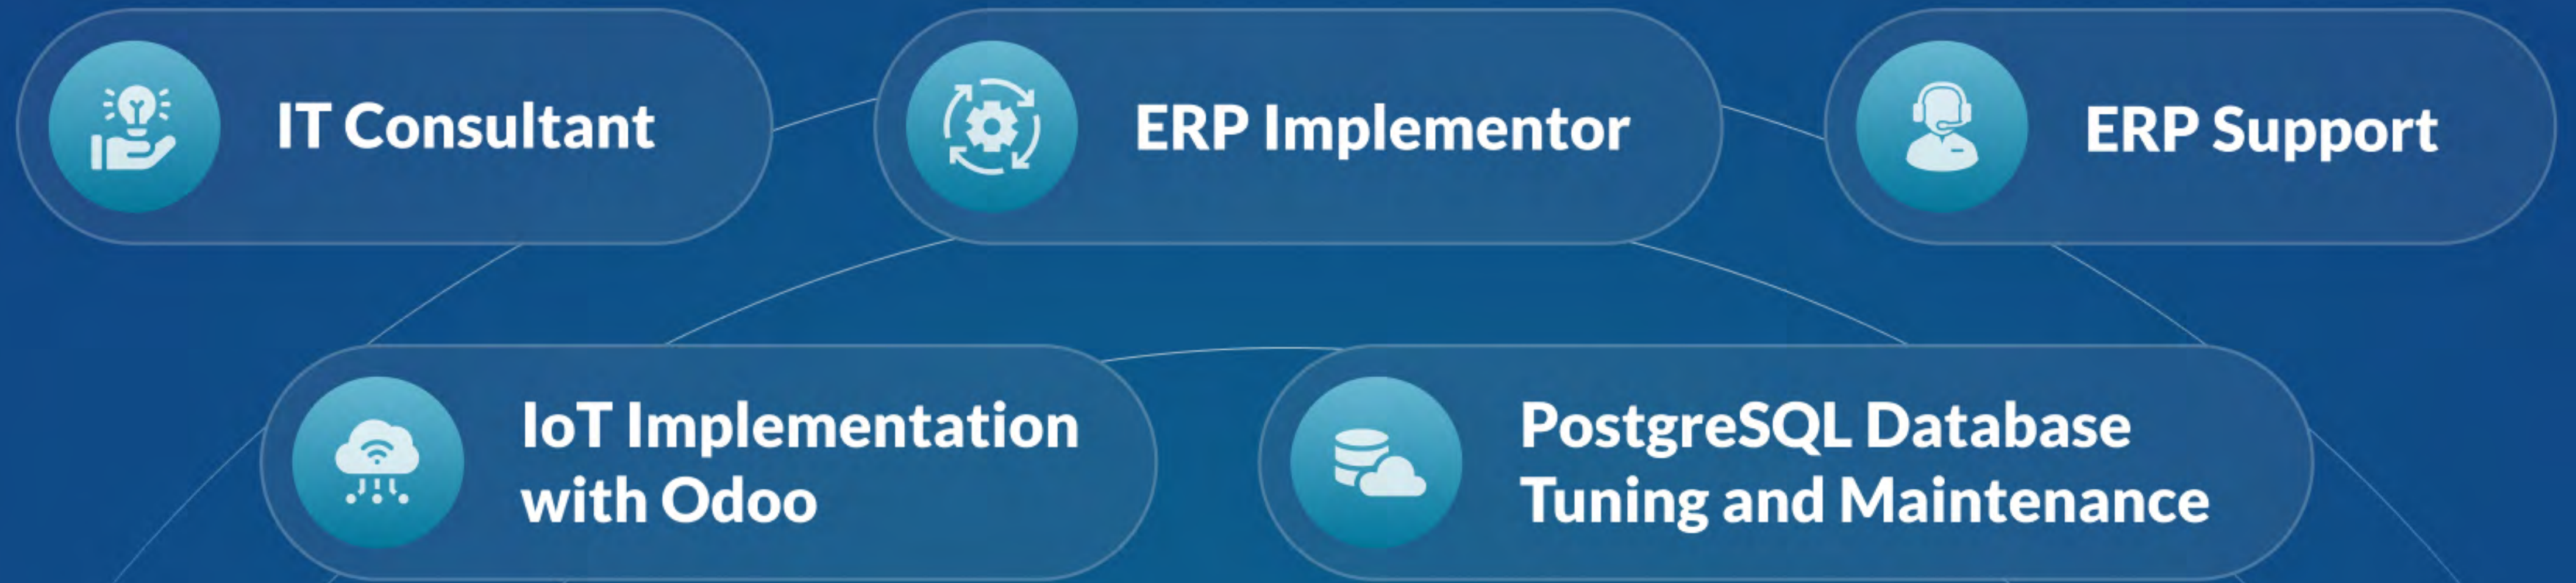 IT Consultant
ERP Implementor
ERP Support
IoT Implementation
with Odoo
PostgreSQL Database
Tuning and Maintenance